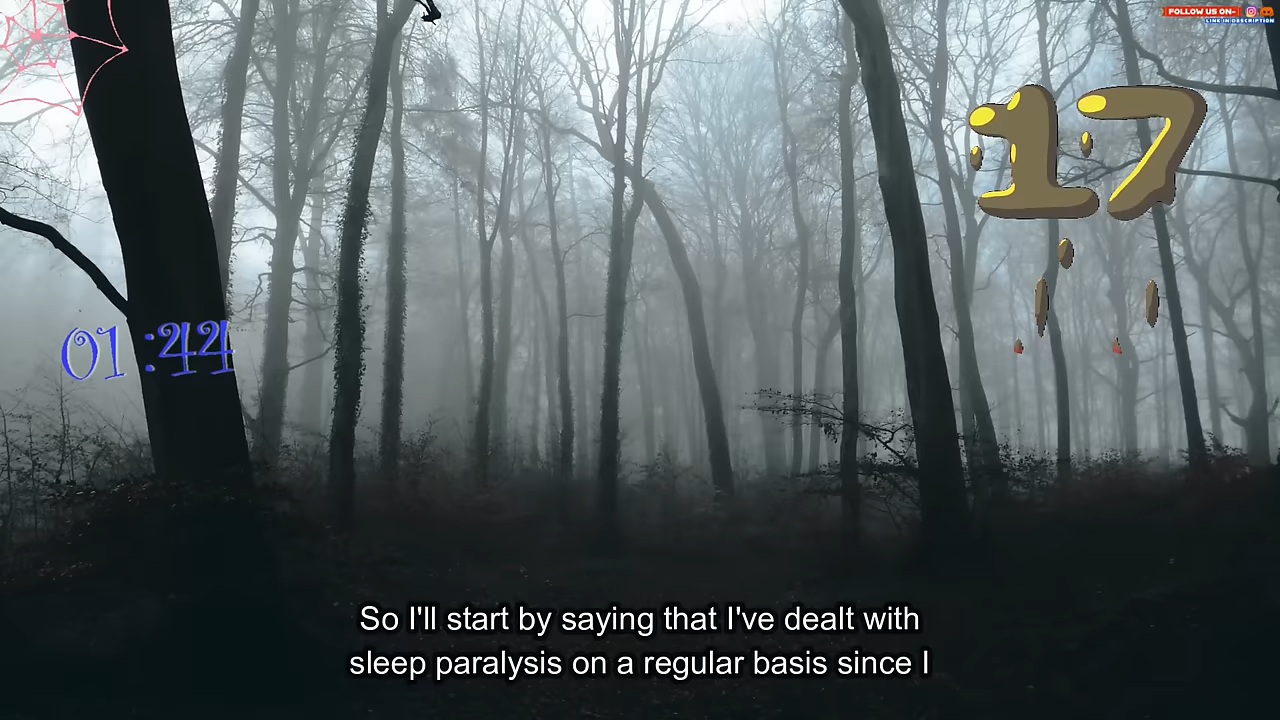 FOLLOW US ON-
LINK IN DESCRIPTION
17
01:44
So I'll start by saying that I've dealt with
sleep paralysis on a regular basis since I